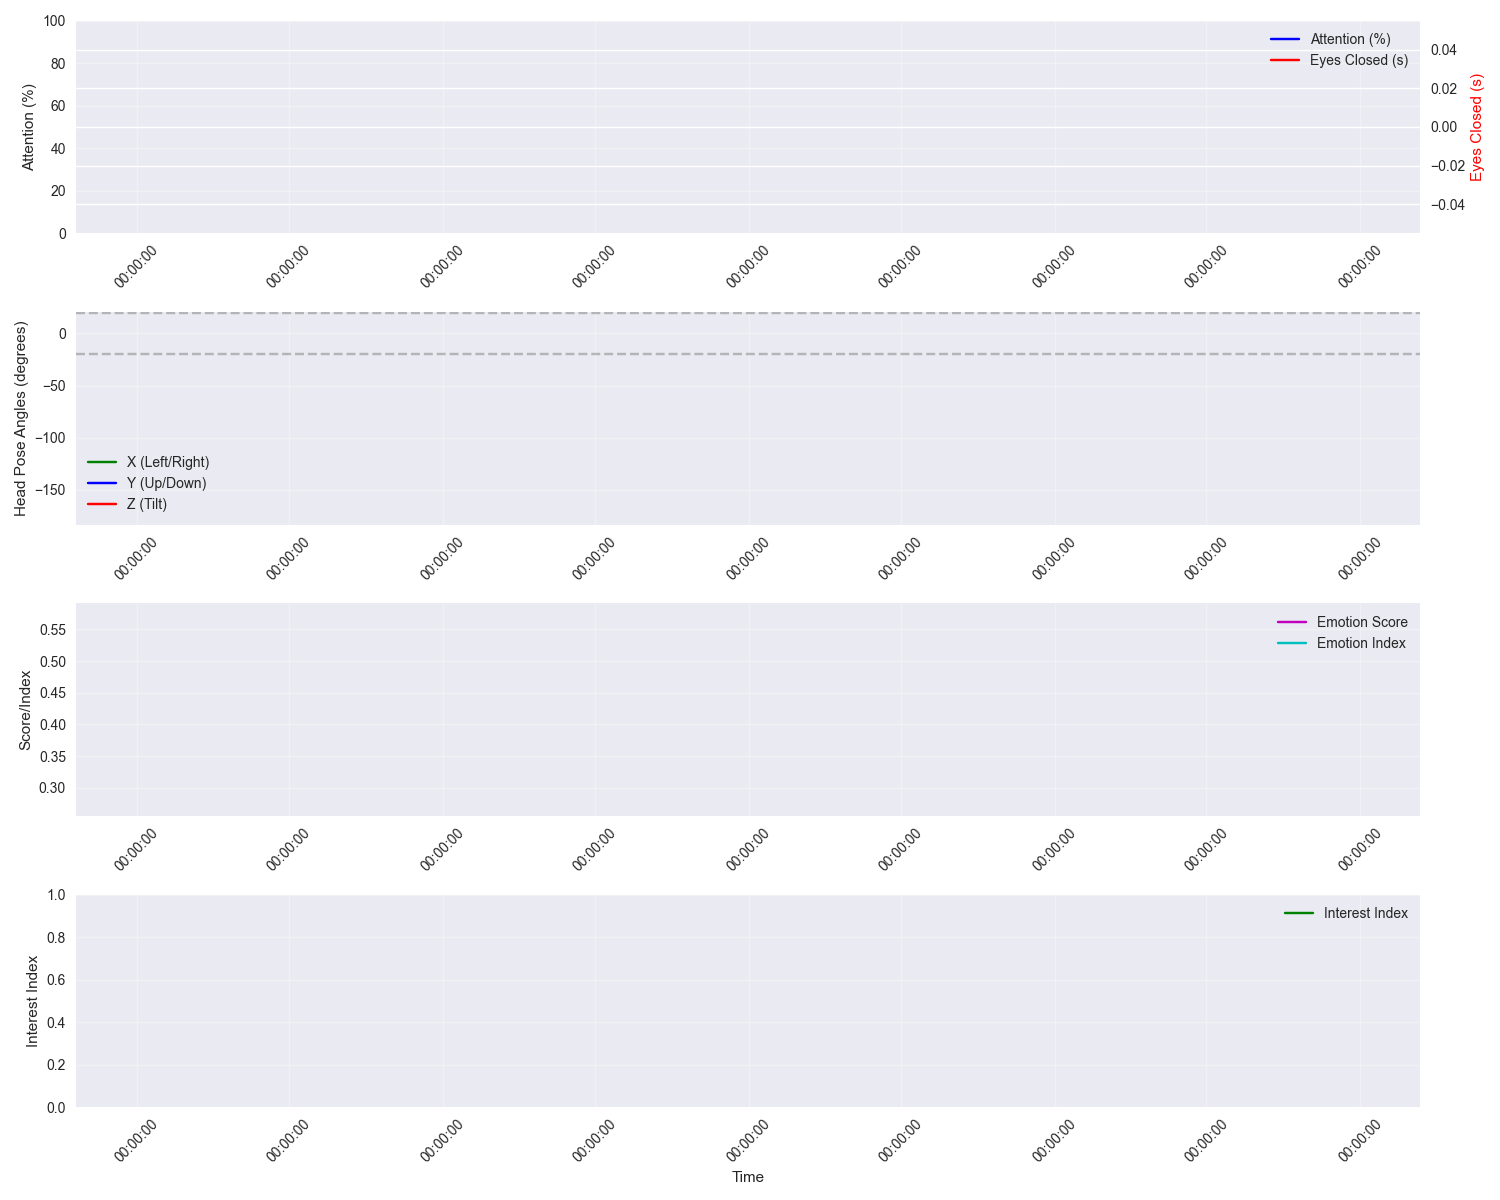 100
80
60
40
20
0
Attention (%)
Attention (%)
Eyes Closed (s)
0.04
0.02
0.00
−0.02
−0.04
Eyes Closed (s)
00:00:00 00:00:00 00:00:00 00:00:00 00:00:00 00:00:00 00:00:00 00:00:00 00:00:00
0
−50
−100
−150
Head Pose Angles (degrees)
X (Left/Right)
Y (Up/Down)
Z (Tilt)
00:00:00 00:00:00 00:00:00 00:00:00 00:00:00 00:00:00 00:00:00 00:00:00 00:00:00
0.55
0.50
0.45
0.40
0.35
0.30
Score/Index
Emotion Score
Emotion Index
00:00:00 00:00:00 00:00:00 00:00:00 00:00:00 00:00:00 00:00:00 00:00:00 00:00:00
1.0
0.8
0.6
0.4
0.2
0.0
Interest Index
Interest Index
00:00:00 00:00:00 00:00:00 00:00:00 00:00:00 00:00:00 00:00:00 00:00:00 00:00:00
Time